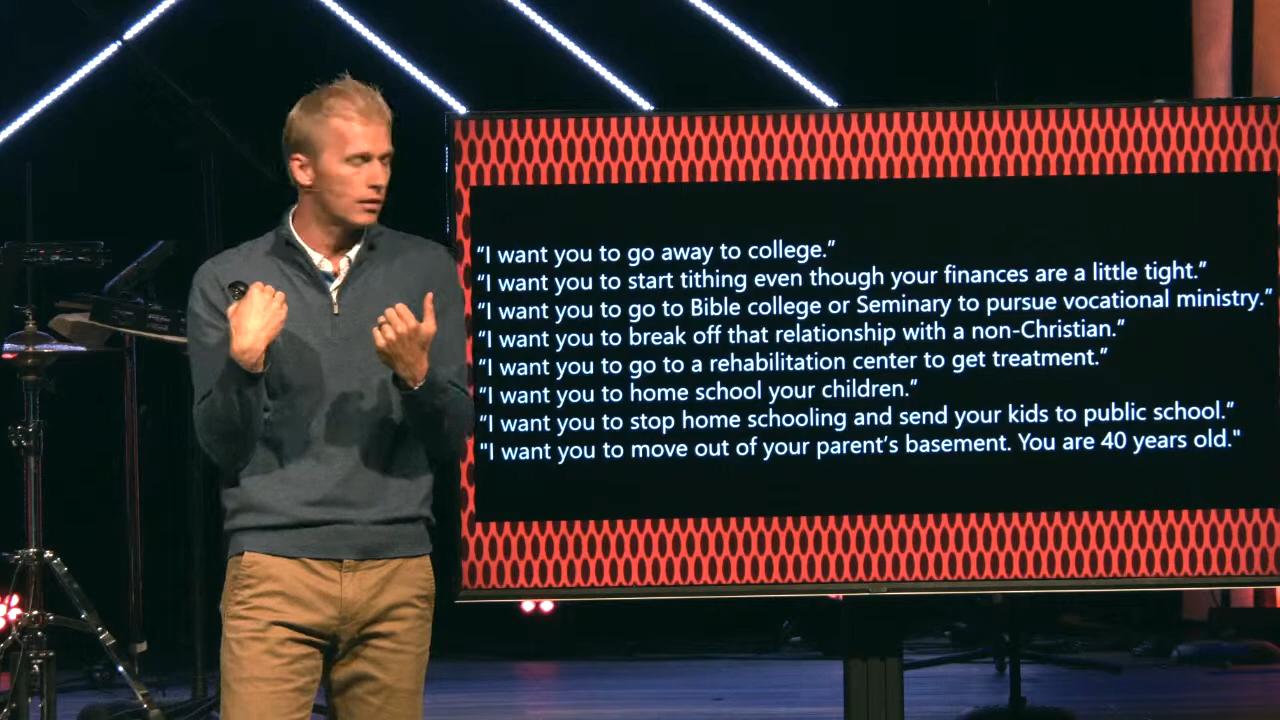 “I want you to go away to college.”
“I want you to start tithing even though your finances are a little tight.”
“I want you to go to Bible college or Seminary to pursue vocational ministry.”
“I want you to break off that relationship with a non-Christian.”
“I want you to go to a rehabilitation center to get treatment.”
“I want you to home school your children.”
“I want you to stop home schooling and send your kids to public school.”
"I want you to move out of your parent’s basement. You are 40 years old."